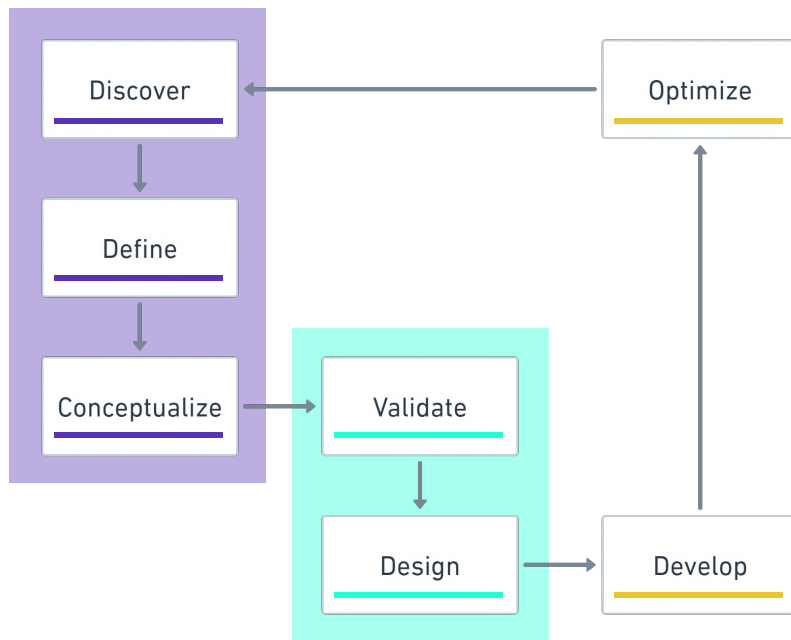 Discover
Optimize
Define
Conceptualize
Validate
Design
Develop